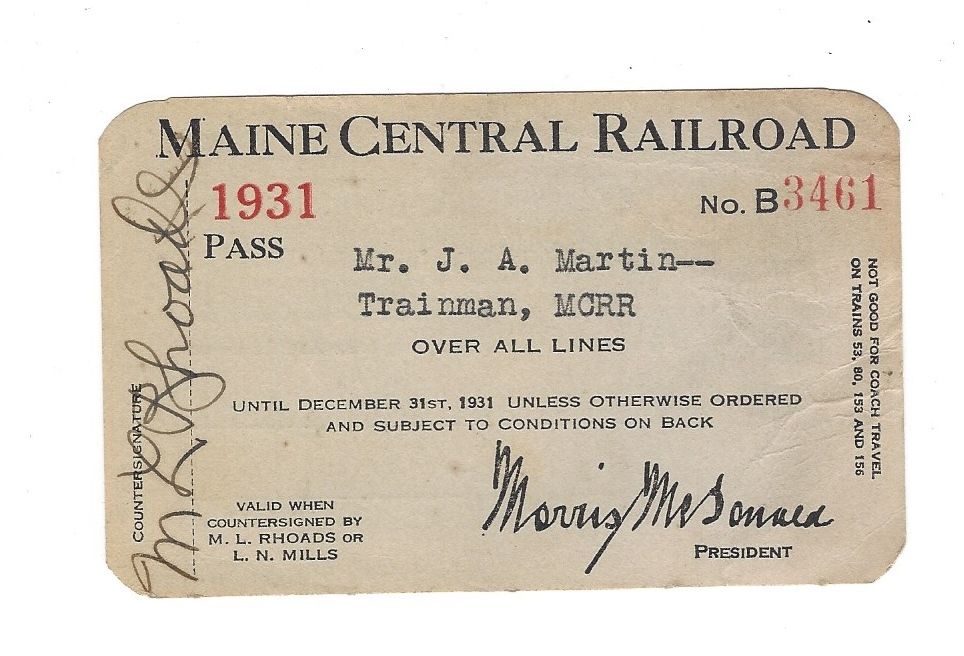 MAINE CENTRAL RAILROAD
1931
No. B3461
PASS
Mr. J. A. Martin--
Trainman, MCRR
OVER ALL LINES
UNTIL DECEMBER 31ST, 1931 UNLESS OTHERWISE ORDERED
AND SUBJECT TO CONDITIONS ON BACK
VALID WHEN
COUNTERSIGNED BY
M. L. RHOADS OR
L. N. MILLS
Morris McDonald
PRESIDENT
COUNTERSIGNATURE
M L Rhoads
NOT GOOD FOR COACH TRAVEL
ON TRAINS 53, 80, 153 AND 156